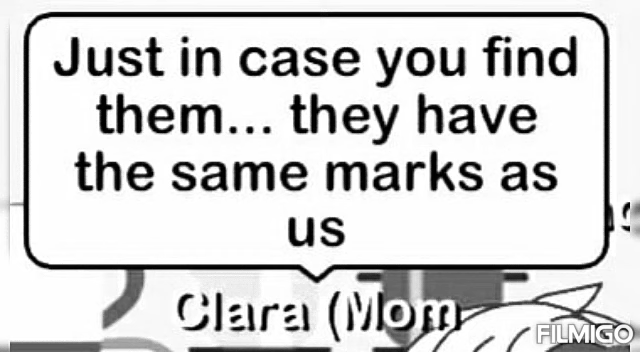 Just in case you find
them... they have
the same marks as
us
Clara (Mom
FILMIGO